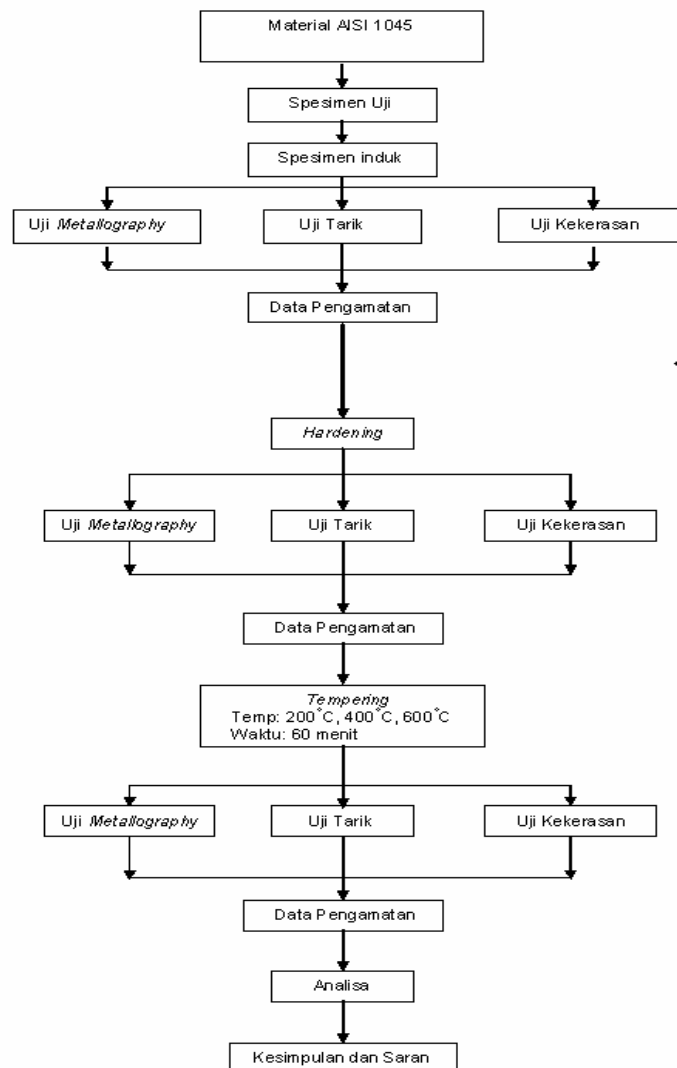 Material AISI 1045
Spesimen Uji
Spesimen induk
Uji Metallography
Uji Tarik
Uji Kekerasan
Data Pengamatan
Hardening
Uji Metallography
Uji Tarik
Uji Kekerasan
Data Pengamatan
Tempering
Temp: 200°C, 400°C, 600°C
Waktu: 60 menit
Uji Metallography
Uji Tarik
Uji Kekerasan
Data Pengamatan
Analisa
Kesimpulan dan Saran